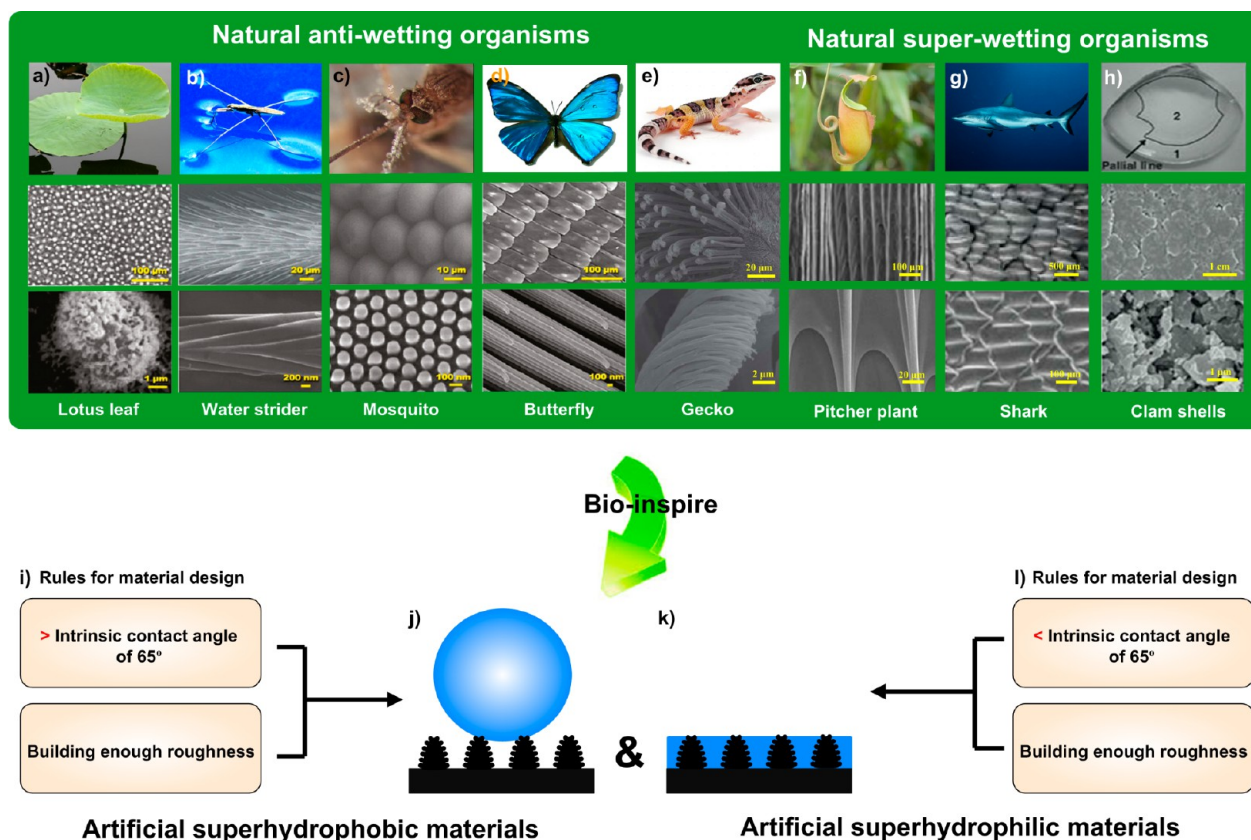 Natural anti-wetting organisms
Natural super-wetting organisms
a)
b)
c)
d)
e)
f)
g)
h)
2
1
Pallial line
100 μm
20 μm
10 μm
100 μm
20 μm
100 μm
500 μm
1 cm
1 μm
200 nm
100 nm
100 nm
2 μm
20 μm
100 μm
1 μm
Lotus leaf
Water strider
Mosquito
Butterfly
Gecko
Pitcher plant
Shark
Clam shells
Bio-inspire
i) Rules for material design
> Intrinsic contact angle
of 65º
Building enough roughness
j)
k)
&
l) Rules for material design
< Intrinsic contact angle
of 65º
Building enough roughness
Artificial superhydrophobic materials
Artificial superhydrophilic materials